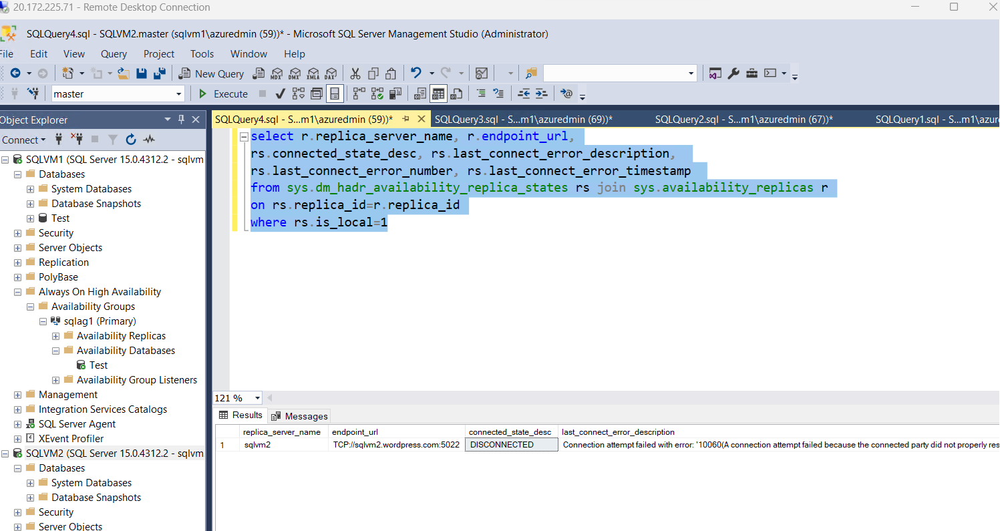 20.172.225.71 - Remote Desktop Connection
SQLQuery4.sql - SQLVM2.master (sqlvm1\azuredmin (59))* - Microsoft SQL Server Management Studio (Administrator)
File Edit View Query Project Tools Window Help
New Query MDX DMX XMLA DAX
master Execute
Object Explorer
Connect
SQLVM1 (SQL Server 15.0.4312.2 - sqlvm
Databases
System Databases
Database Snapshots
Test
Security
Server Objects
Replication
PolyBase
Always On High Availability
Availability Groups
sqlag1 (Primary)
Availability Replicas
Availability Databases
Test
Availability Group Listeners
Management
Integration Services Catalogs
SQL Server Agent
XEvent Profiler
SQLVM2 (SQL Server 15.0.4312.2 - sqlvm
Databases
System Databases
Database Snapshots
Security
Server Objects
SQLQuery4.sql - S...m1\azuredmin (59))* SQLQuery3.sql - S...m1\azuredmin (69))* SQLQuery2.sql - S...m1\azuredmin (67))* SQLQuery1.sql - S...m1\azure
select r.replica_server_name, r.endpoint_url,
rs.connected_state_desc, rs.last_connect_error_description,
rs.last_connect_error_number, rs.last_connect_error_timestamp
from sys.dm_hadr_availability_replica_states rs join sys.availability_replicas r
on rs.replica_id=r.replica_id
where rs.is_local=1
121 %
Results Messages
replica_server_name endpoint_url connected_state_desc last_connect_error_description
1 sqlvm2 TCP://sqlvm2.wordpress.com:5022 DISCONNECTED Connection attempt failed with error: '10060(A connection attempt failed because the connected party did not properly res